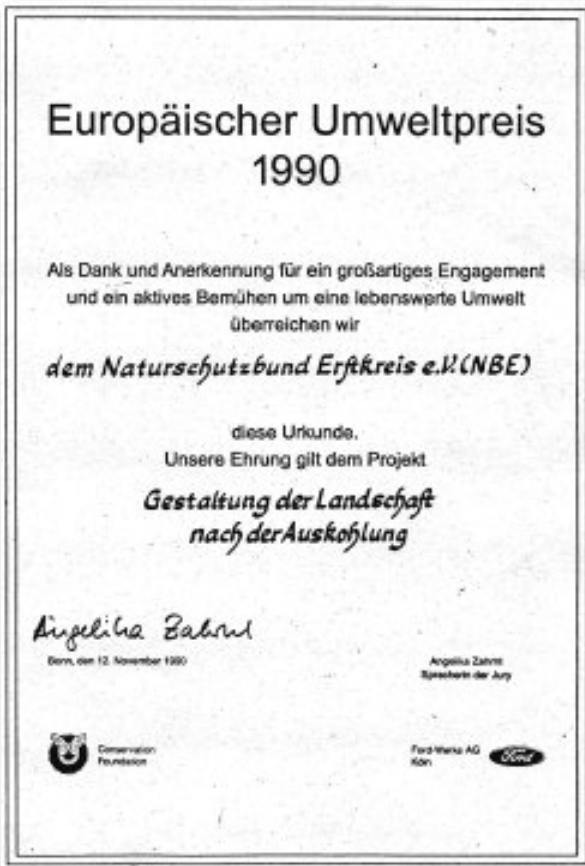 Europäischer Umweltpreis
1990
Als Dank und Anerkennung für ein großartiges Engagement
und ein aktives Bemühen um eine lebenswerte Umwelt
überreichen wir
dem Naturschutzbund Erftkreis e.V. (NBE)
diese Urkunde.
Unsere Ehrung gilt dem Projekt
Gestaltung der Landschaft
nach der Auskohlung
Angelika Zahrnt
Bonn, den 12. November 1990
Angelika Zahrnt
Sprecherin der Jury
Conservation
Foundation
Ford-Werke AG
Köln
Ford